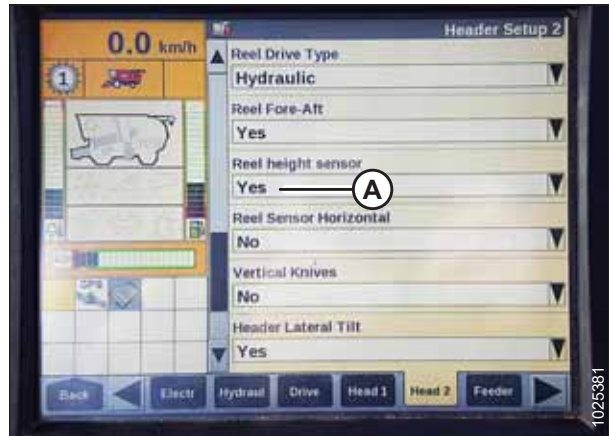 Header Setup 2
0.0 km/h
1
Reel Drive Type
Hydraulic
Reel Fore-Aft
Yes
Reel height sensor
Yes
A
Reel Sensor Horizontal
No
Vertical Knives
No
Header Lateral Tilt
Yes
GPS
Back
Electr
Hydraul
Drive
Head 1
Head 2
Feeder
1025381